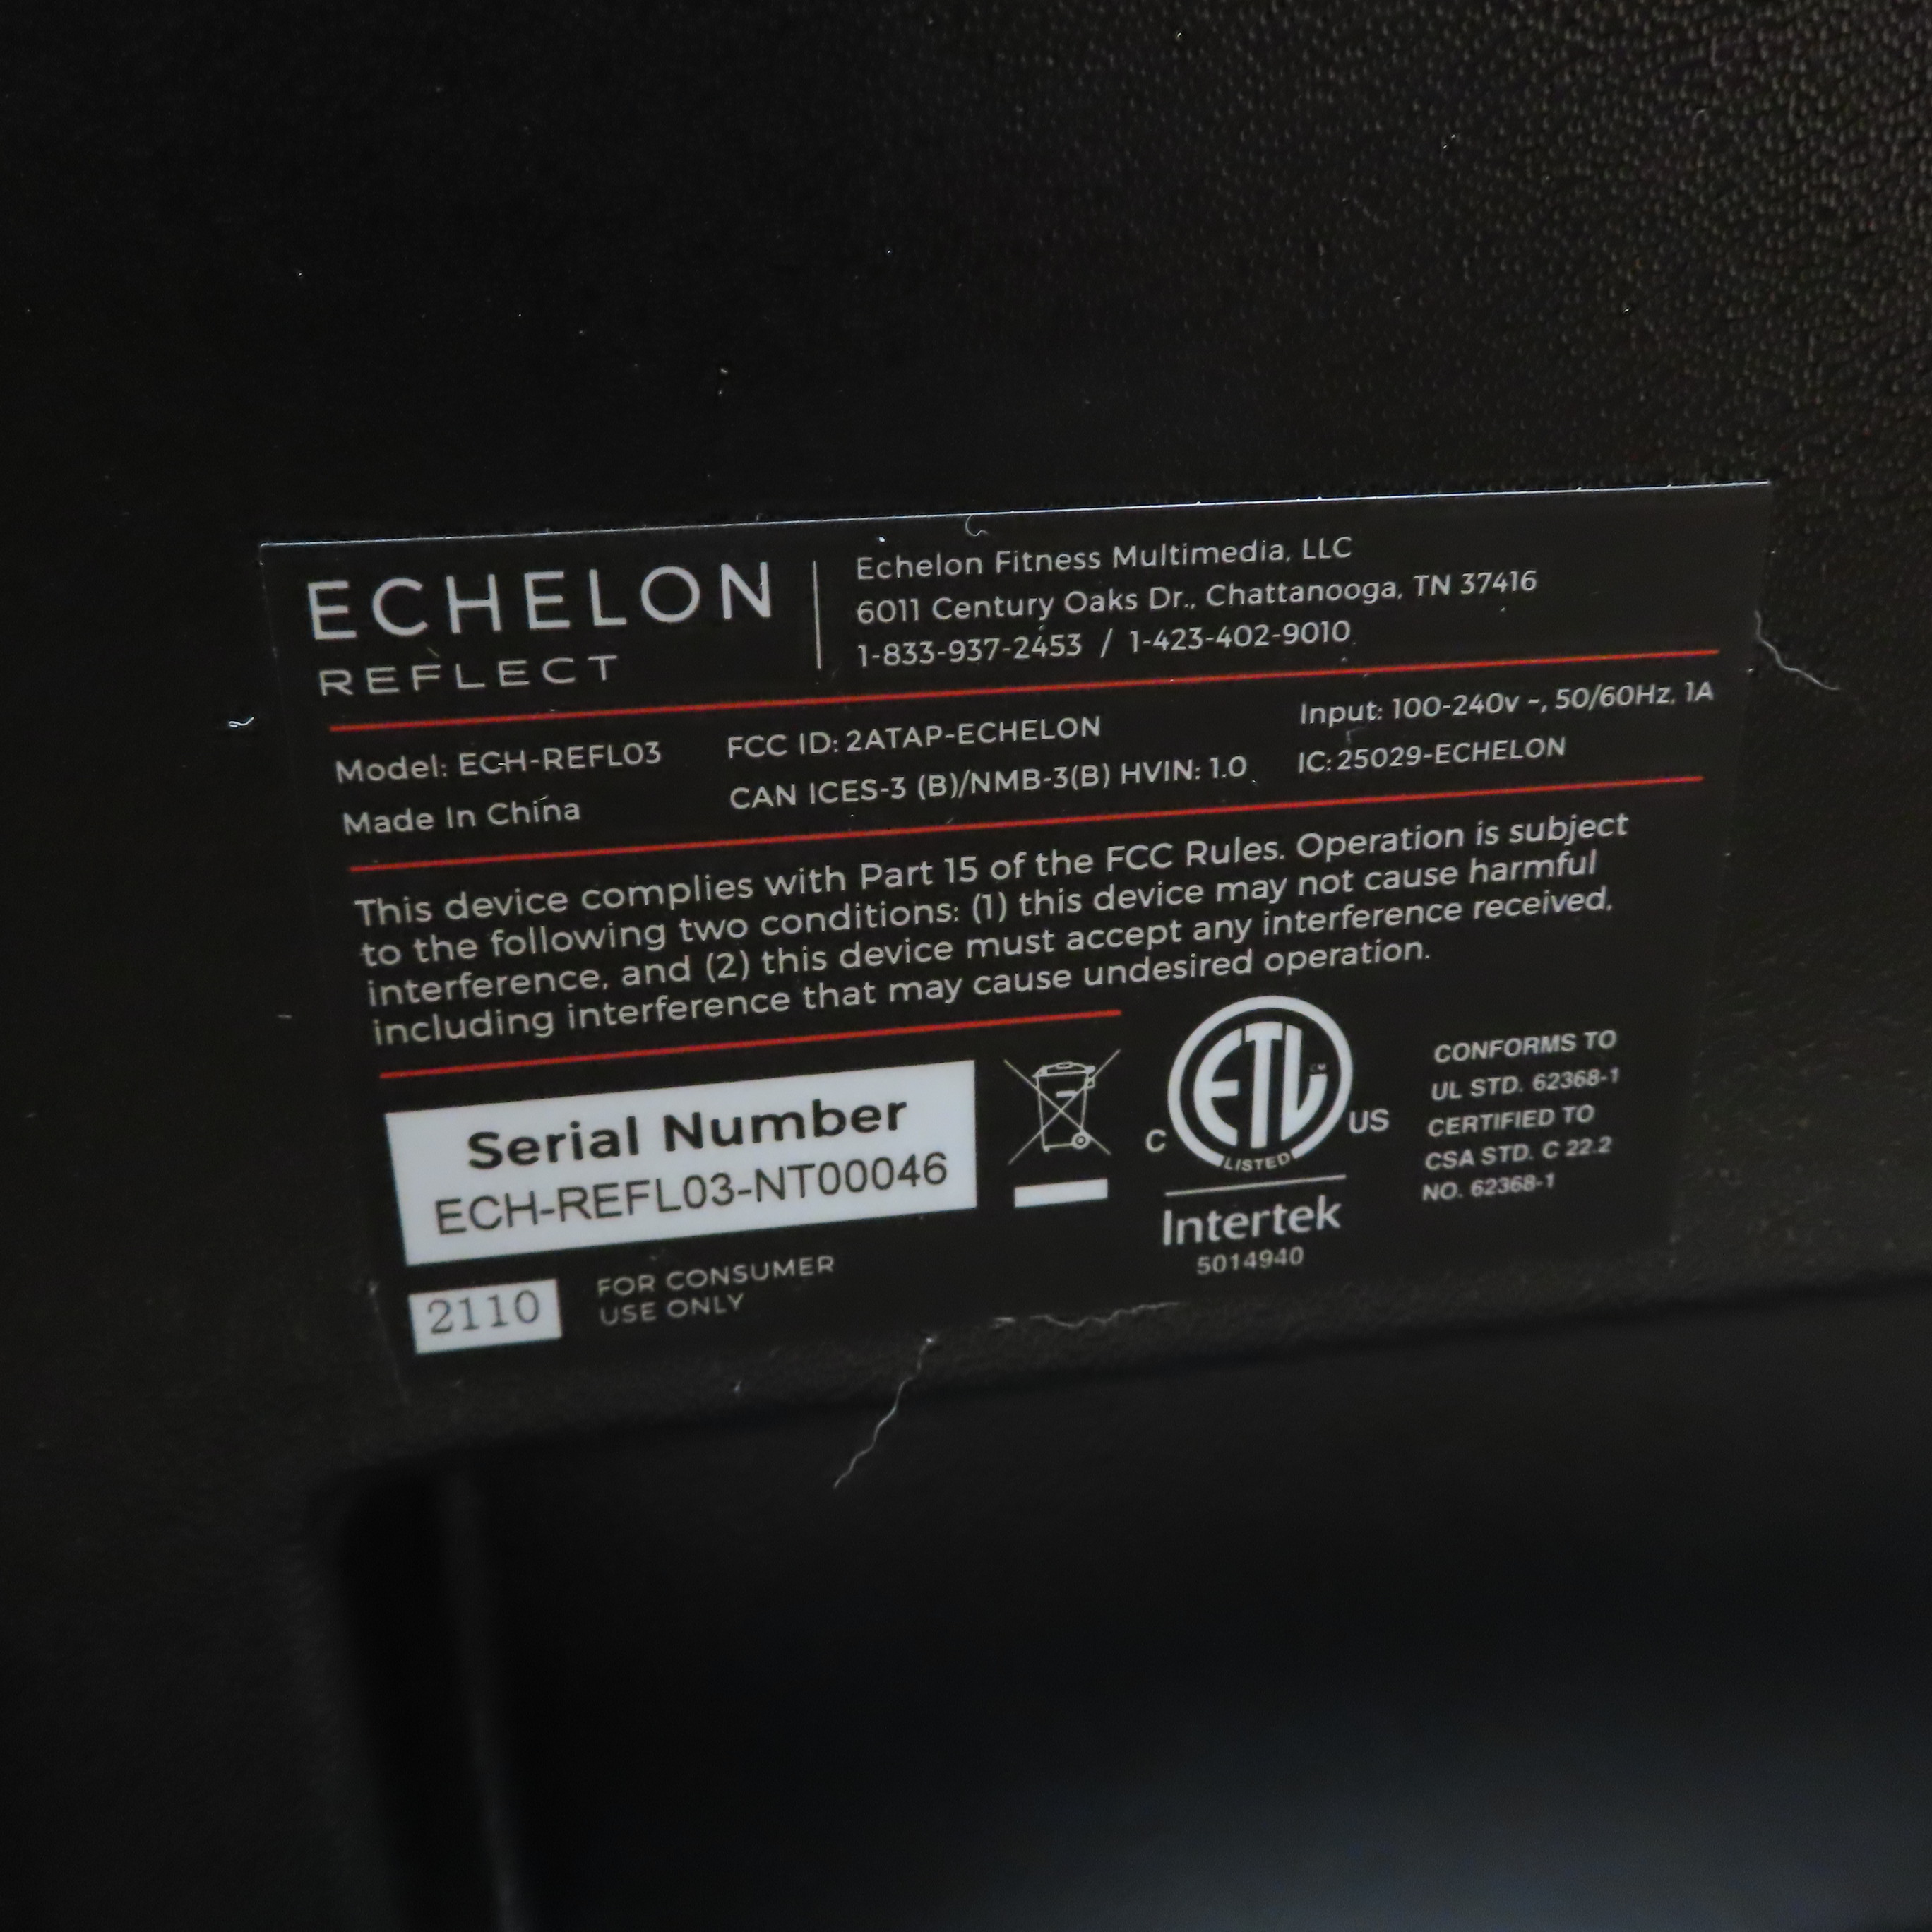 ECHELON
REFLECT
Echelon Fitness Multimedia, LLC
6011 Century Oaks Dr., Chattanooga, TN 37416
1-833-937-2453 / 1-423-402-9010
Model: ECH-REFL03
Made In China
FCC ID: 2ATAP-ECHELON
CAN ICES-3 (B)/NMB-3(B) HVIN: 1.0
Input: 100-240v ~, 50/60Hz, 1A
IC: 25029-ECHELON
This device complies with Part 15 of the FCC Rules. Operation is subject
to the following two conditions: (1) this device may not cause harmful
interference, and (2) this device must accept any interference received,
including interference that may cause undesired operation.
Serial Number
ECH-REFL03-NT00046
2110
FOR CONSUMER
USE ONLY
C ETL CM US
LISTED
Intertek
5014940
CONFORMS TO
UL STD. 62368-1
CERTIFIED TO
CSA STD. C 22.2
NO. 62368-1